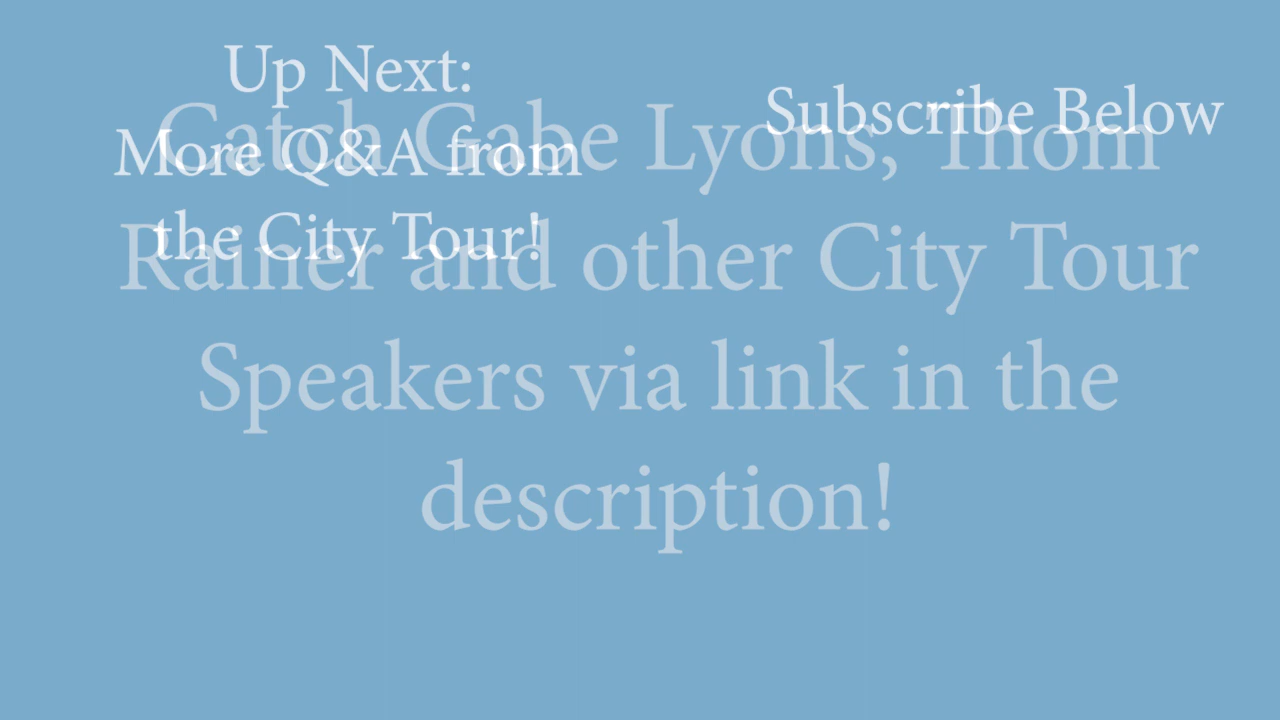 Up Next:
More Q&A from
the City Tour!
Subscribe Below
Catch Gabe Lyons, Thom
Rainer and other City Tour
Speakers via link in the
description!